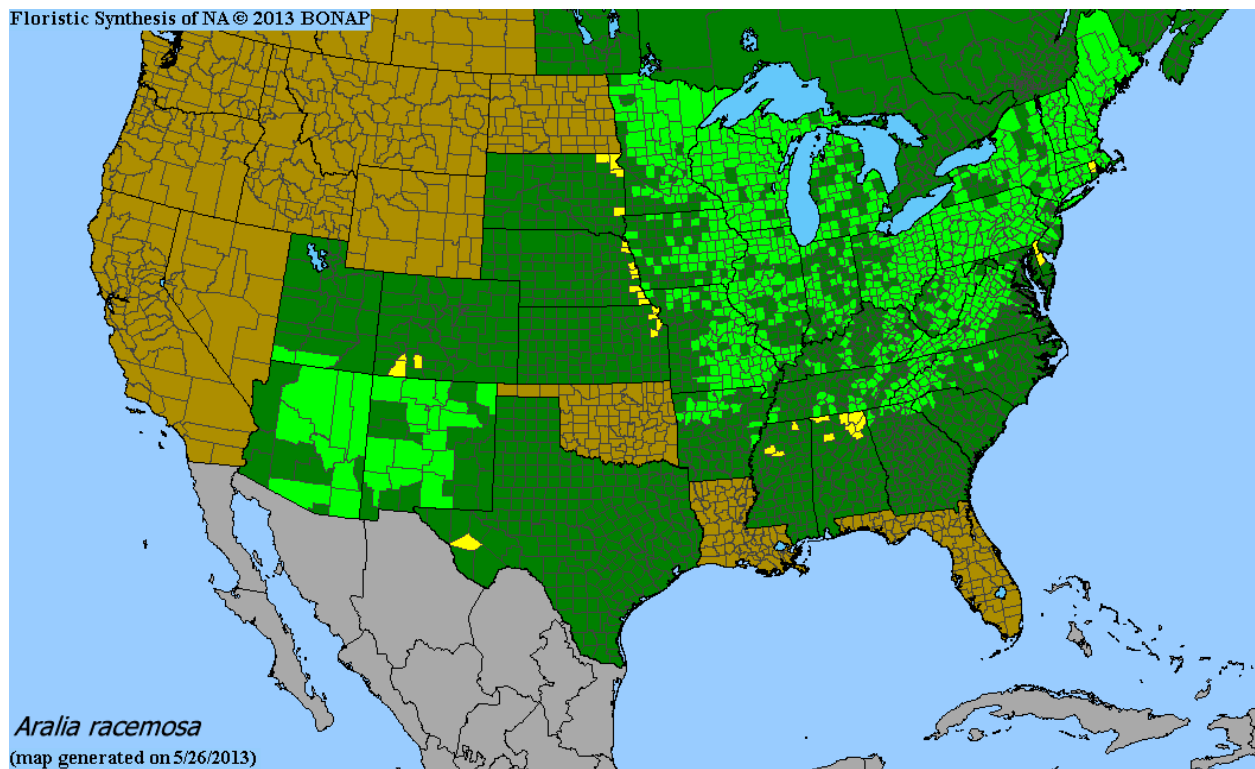 Floristic Synthesis of NA © 2013 BONAP
Aralia racemosa
(map generated on 5/26/2013)